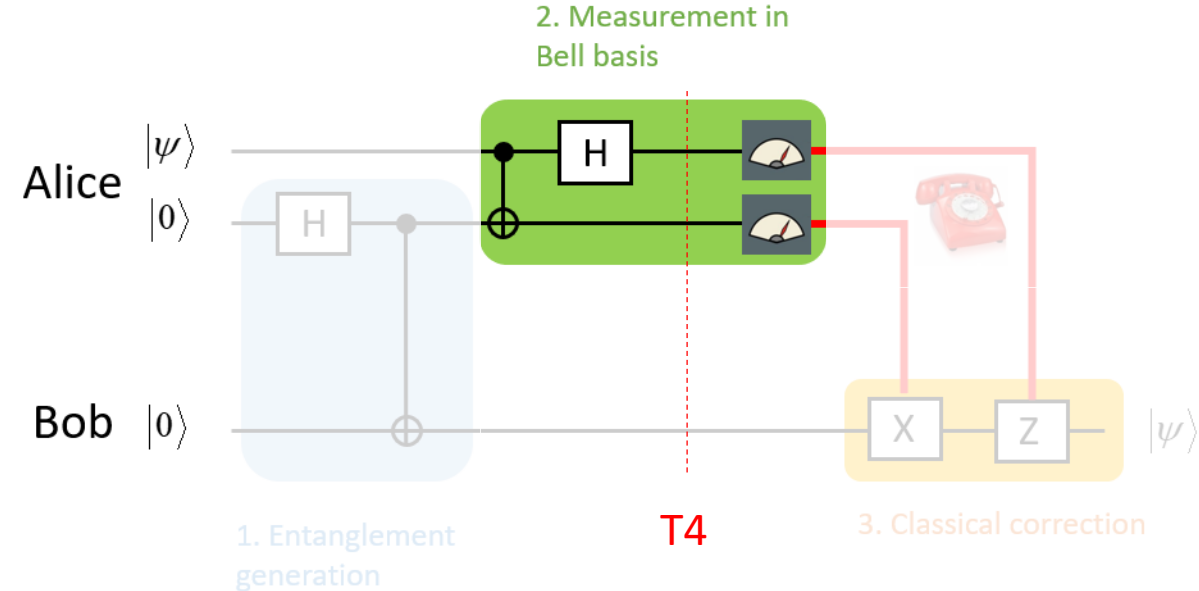 2. Measurement in
Bell basis
|ψ⟩
Alice
H
|0⟩
H
Bob
|0⟩
X
Z
|ψ⟩
T4
1. Entanglement
generation
3. Classical correction